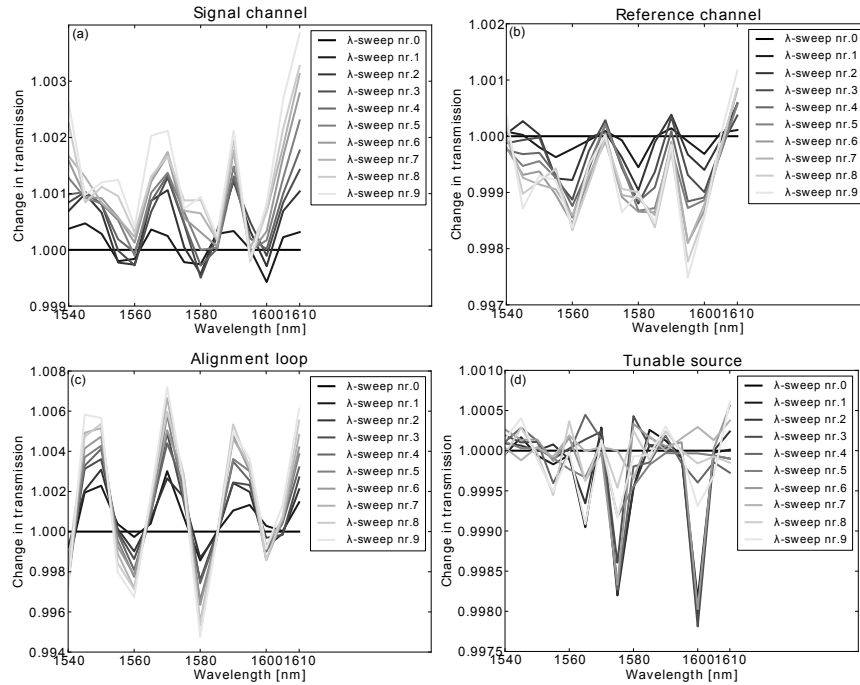 Signal channel
(a)
Change in transmission
1.003
1.002
1.001
1.000
0.999
1540
1560
1580
1600
1610
Wavelength [nm]
λ-sweep nr.0
λ-sweep nr.1
λ-sweep nr.2
λ-sweep nr.3
λ-sweep nr.4
λ-sweep nr.5
λ-sweep nr.6
λ-sweep nr.7
λ-sweep nr.8
λ-sweep nr.9
Reference channel
(b)
Change in transmission
1.002
1.001
1.000
0.999
0.998
0.997
1540
1560
1580
1600
1610
Wavelength [nm]
λ-sweep nr.0
λ-sweep nr.1
λ-sweep nr.2
λ-sweep nr.3
λ-sweep nr.4
λ-sweep nr.5
λ-sweep nr.6
λ-sweep nr.7
λ-sweep nr.8
λ-sweep nr.9
Alignment loop
(c)
Change in transmission
1.008
1.006
1.004
1.002
1.000
0.998
0.996
0.994
1540
1560
1580
1600
1610
Wavelength [nm]
λ-sweep nr.0
λ-sweep nr.1
λ-sweep nr.2
λ-sweep nr.3
λ-sweep nr.4
λ-sweep nr.5
λ-sweep nr.6
λ-sweep nr.7
λ-sweep nr.8
λ-sweep nr.9
Tunable source
(d)
Change in transmission
1.0010
1.0005
1.0000
0.9995
0.9990
0.9985
0.9980
0.9975
1540
1560
1580
1600
1610
Wavelength [nm]
λ-sweep nr.0
λ-sweep nr.1
λ-sweep nr.2
λ-sweep nr.3
λ-sweep nr.4
λ-sweep nr.5
λ-sweep nr.6
λ-sweep nr.7
λ-sweep nr.8
λ-sweep nr.9